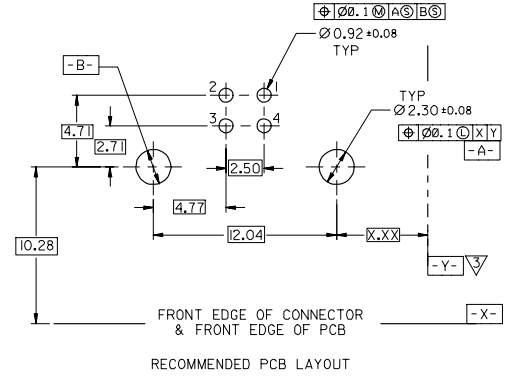 ⌖ Ø0.1 Ⓜ A Ⓢ B Ⓢ
Ø 0.92 ±0.08
TYP
-B-
2 1
3 4
TYP
Ø 2.30 ±0.08
⌖ Ø0.1 Ⓛ X Y
-A-
4.71
2.71
2.50
4.77
10.28
12.04
X.XX
-Y- 3
FRONT EDGE OF CONNECTOR
& FRONT EDGE OF PCB
-X-
RECOMMENDED PCB LAYOUT